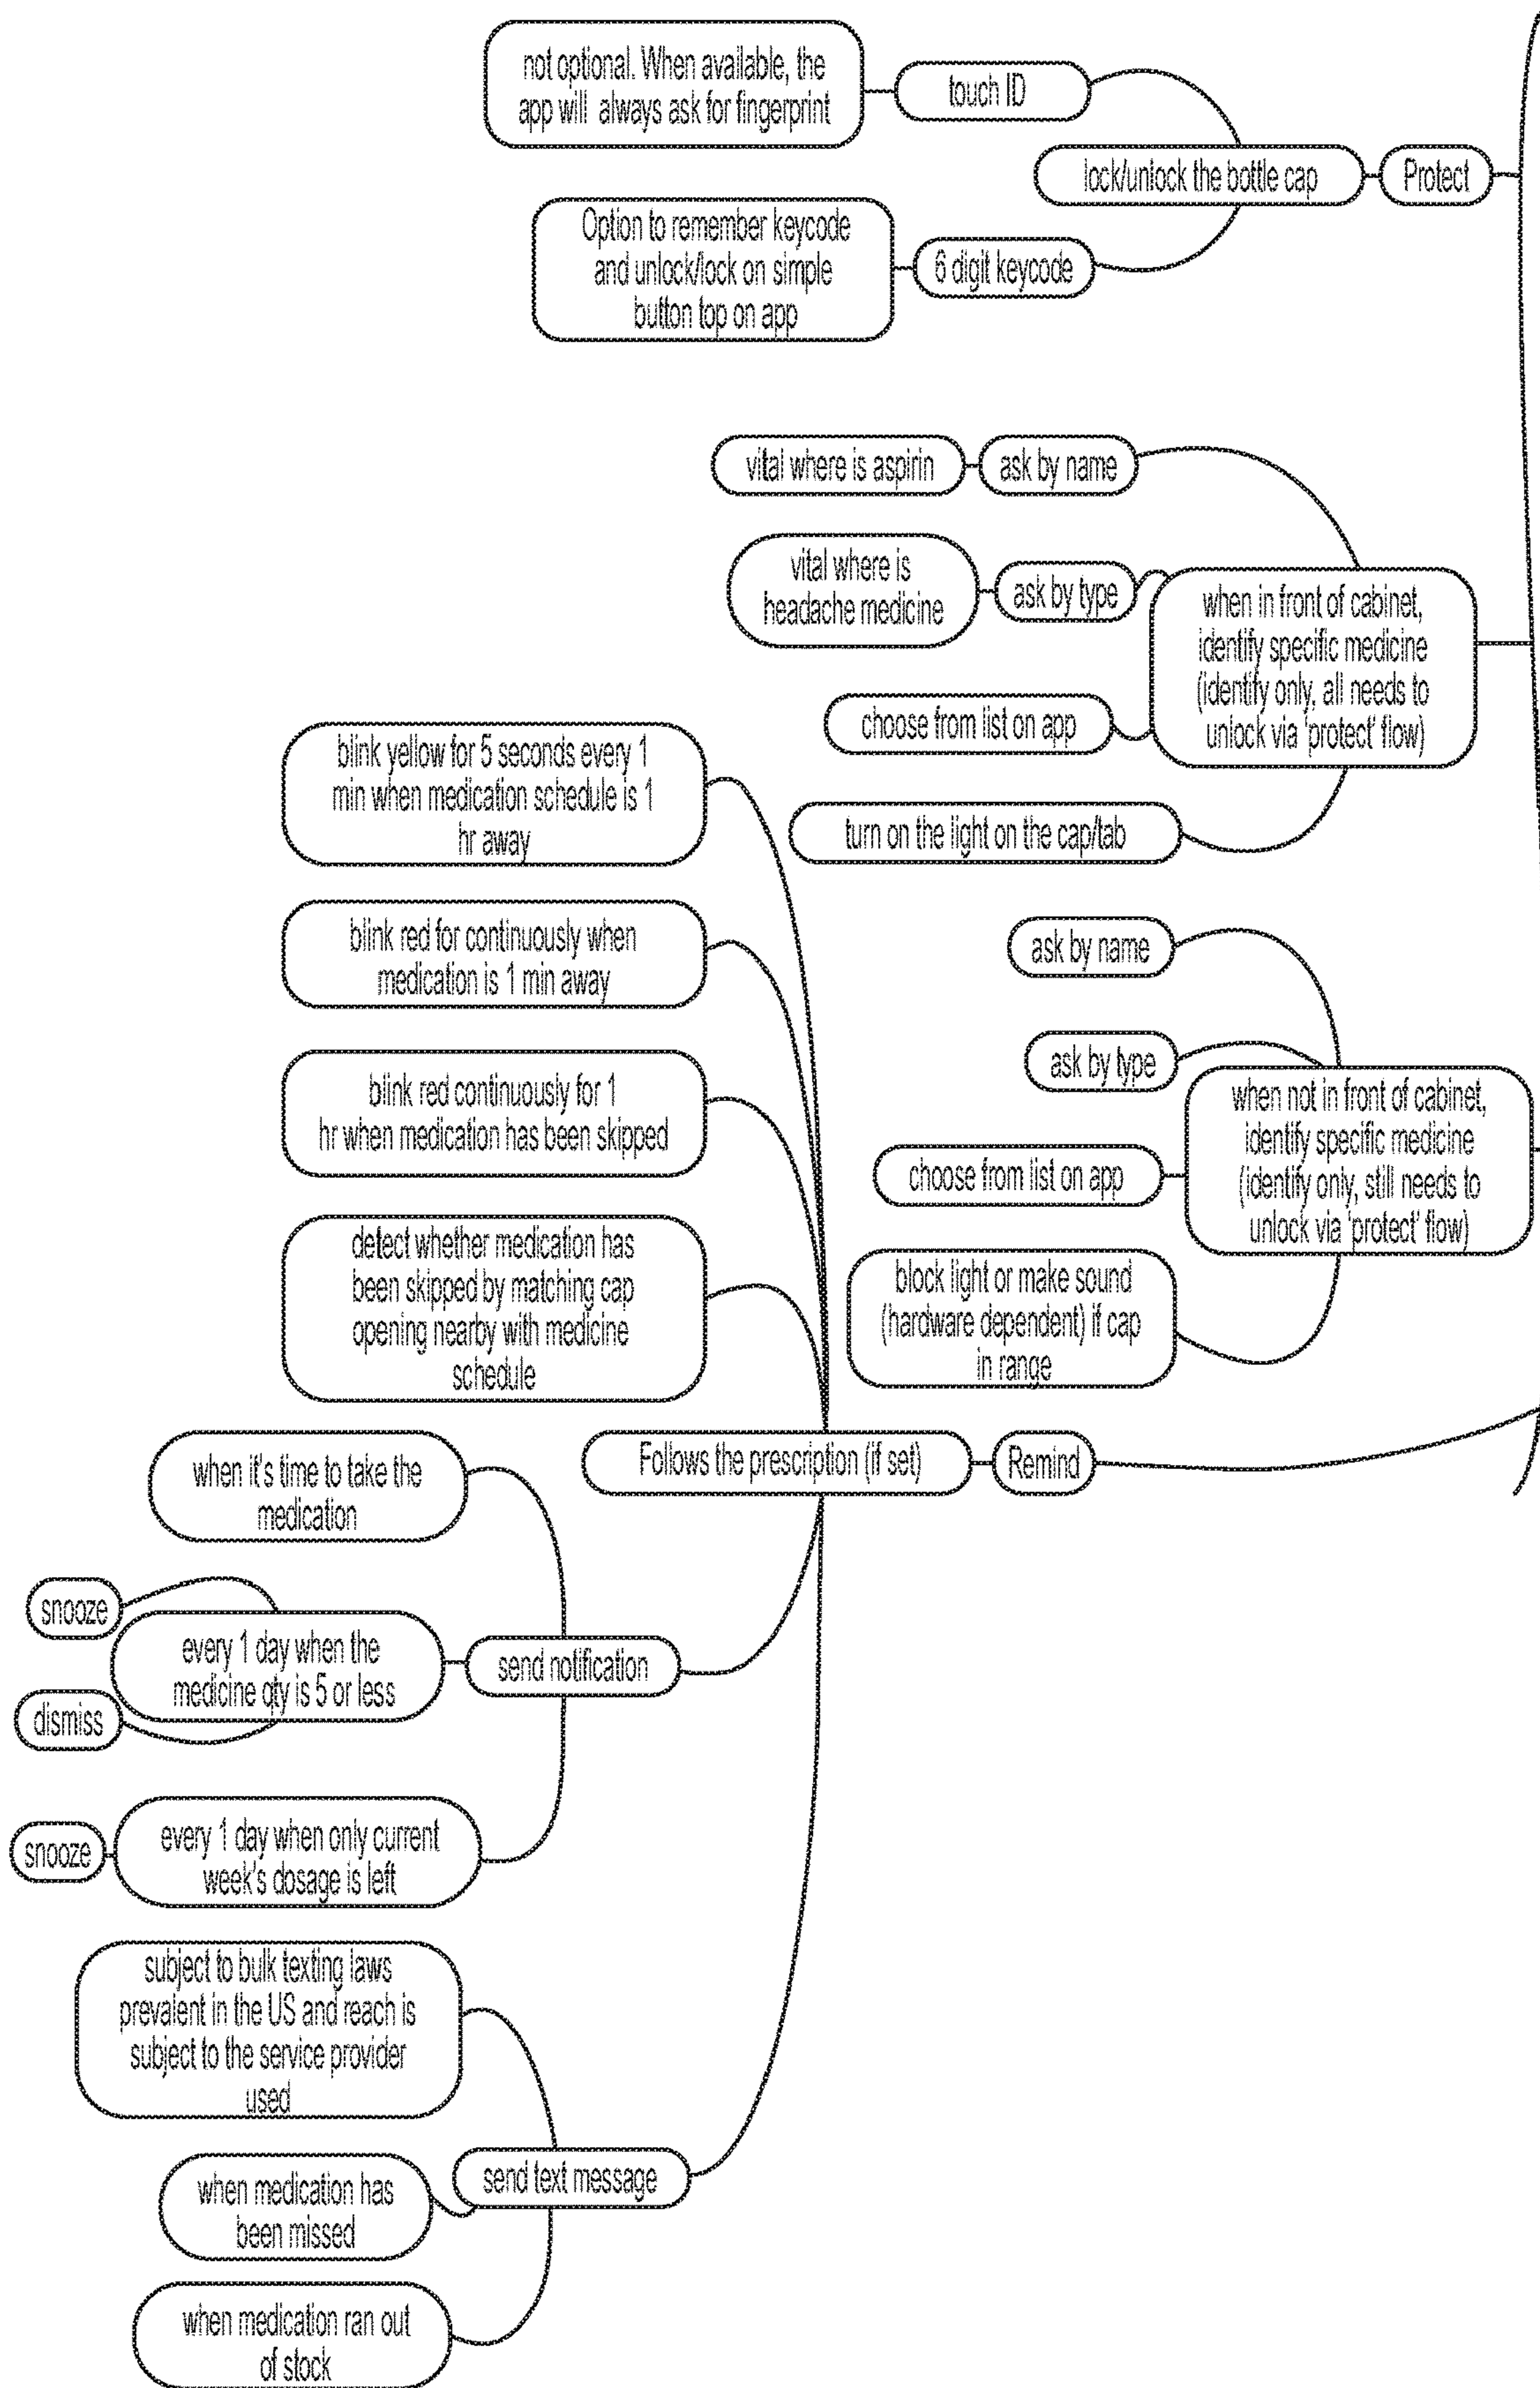 not optional. When available, the
app will always ask for fingerprint
touch ID
lock/unlock the bottle cap
Protect
Option to remember keycode
and unlock/lock on simple
button top on app
6 digit keycode
vital where is aspirin
ask by name
vital where is
headache medicine
ask by type
when in front of cabinet,
identify specific medicine
(identify only, all needs to
unlock via 'protect' flow)
choose from list on app
turn on the light on the cap/tab
blink yellow for 5 seconds every 1
min when medication schedule is 1
hr away
blink red for continuously when
medication is 1 min away
blink red continuously for 1
hr when medication has been skipped
detect whether medication has
been skipped by matching cap
opening nearby with medicine
schedule
ask by name
ask by type
when not in front of cabinet,
identify specific medicine
(identify only, still needs to
unlock via 'protect' flow)
choose from list on app
block light or make sound
(hardware dependent) if cap
in range
Follows the prescription (if set)
Remind
when it's time to take the
medication
snooze
every 1 day when the
medicine qty is 5 or less
dismiss
send notification
snooze
every 1 day when only current
week's dosage is left
subject to bulk texting laws
prevalent in the US and reach is
subject to the service provider
used
send text message
when medication has
been missed
when medication ran out
of stock